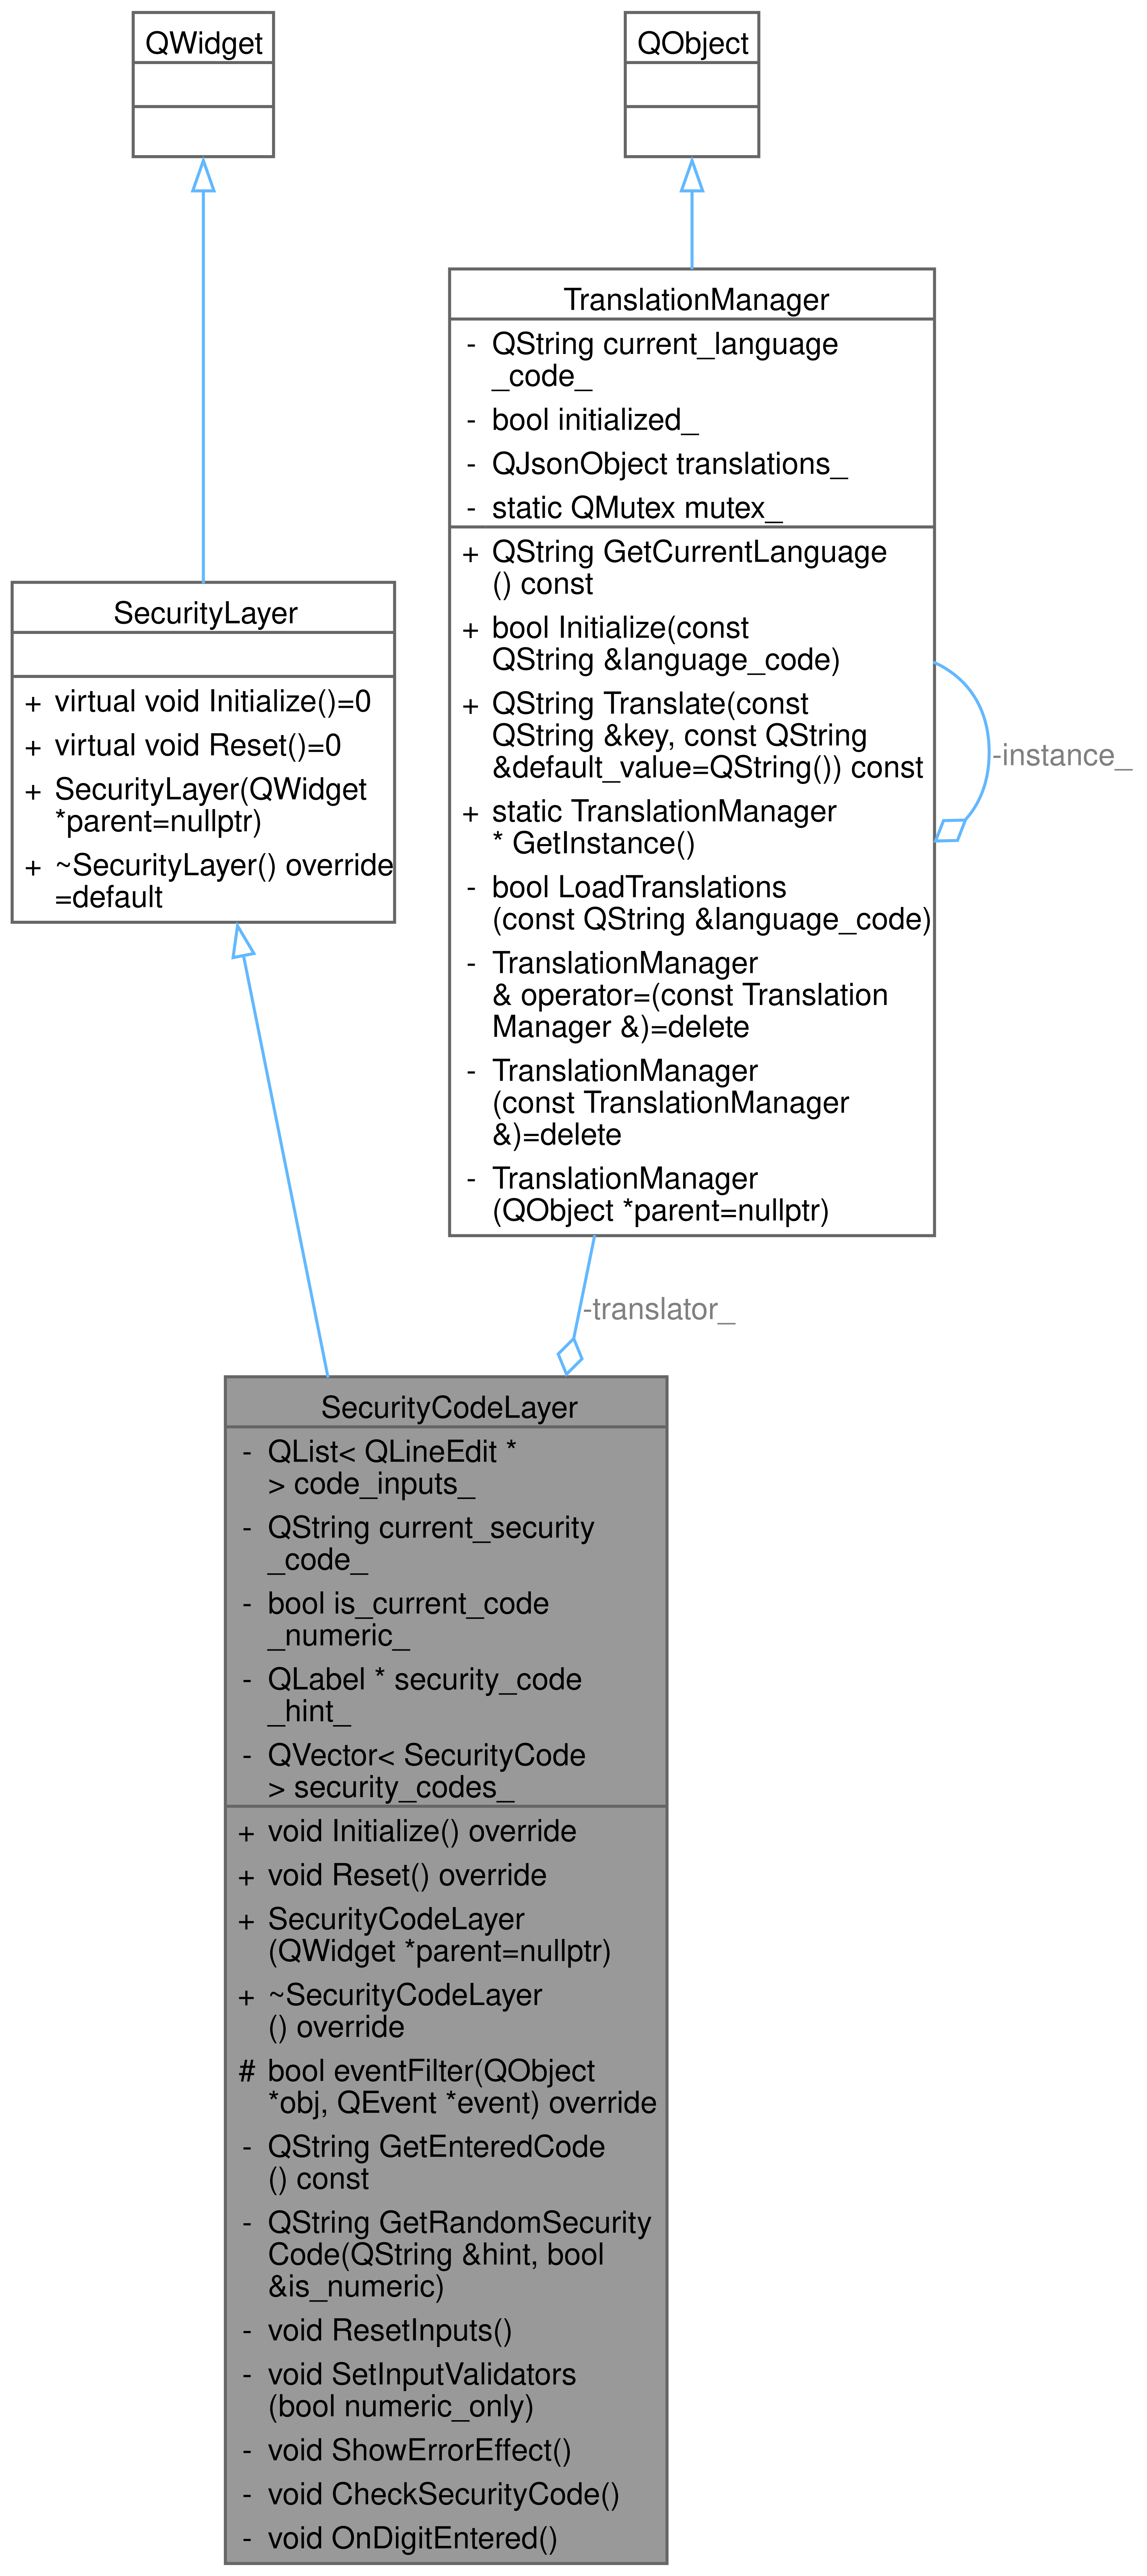 QWidget
QObject
TranslationManager
- QString current_language
_code_
- bool initialized_
- QJsonObject translations_
- static QMutex mutex_
+ QString GetCurrentLanguage
() const
+ bool Initialize(const
QString &language_code)
+ QString Translate(const
QString &key, const QString
&default_value=QString()) const
+ static TranslationManager
* GetInstance()
- bool LoadTranslations
(const QString &language_code)
- TranslationManager
& operator=(const Translation
Manager &)=delete
- TranslationManager
(const TranslationManager
&)=delete
- TranslationManager
(QObject *parent=nullptr)
-instance_
SecurityLayer
+ virtual void Initialize()=0
+ virtual void Reset()=0
+ SecurityLayer(QWidget
*parent=nullptr)
+ ~SecurityLayer() override
=default
-translator_
SecurityCodeLayer
- QList< QLineEdit *
> code_inputs_
- QString current_security
_code_
- bool is_current_code
_numeric_
- QLabel * security_code
_hint_
- QVector< SecurityCode
> security_codes_
+ void Initialize() override
+ void Reset() override
+ SecurityCodeLayer
(QWidget *parent=nullptr)
+ ~SecurityCodeLayer
() override
# bool eventFilter(QObject
*obj, QEvent *event) override
- QString GetEnteredCode
() const
- QString GetRandomSecurity
Code(QString &hint, bool
&is_numeric)
- void ResetInputs()
- void SetInputValidators
(bool numeric_only)
- void ShowErrorEffect()
- void CheckSecurityCode()
- void OnDigitEntered()